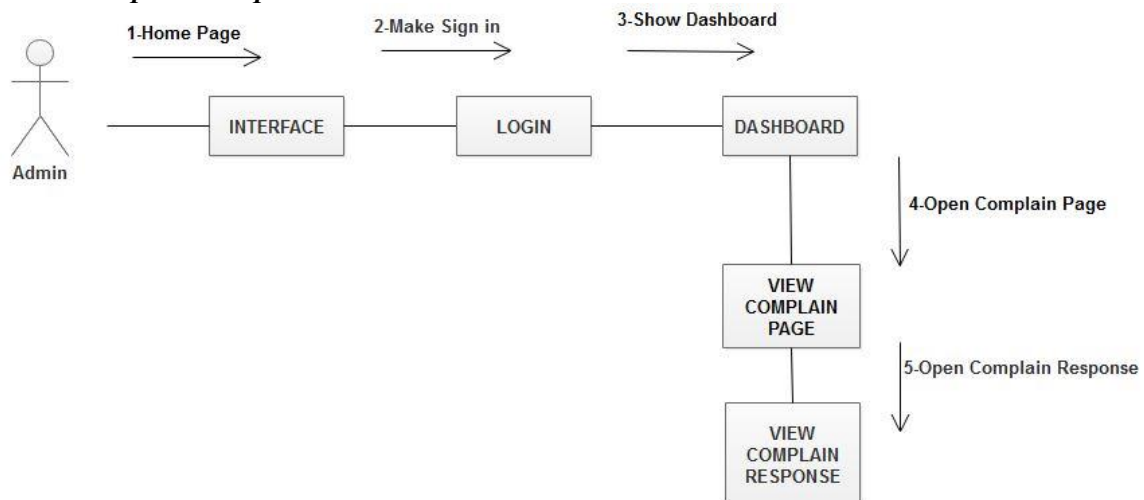 1-Home Page
2-Make Sign in
3-Show Dashboard
INTERFACE
LOGIN
DASHBOARD
Admin
4-Open Complain Page
VIEW
COMPLAIN
PAGE
5-Open Complain Response
VIEW
COMPLAIN
RESPONSE